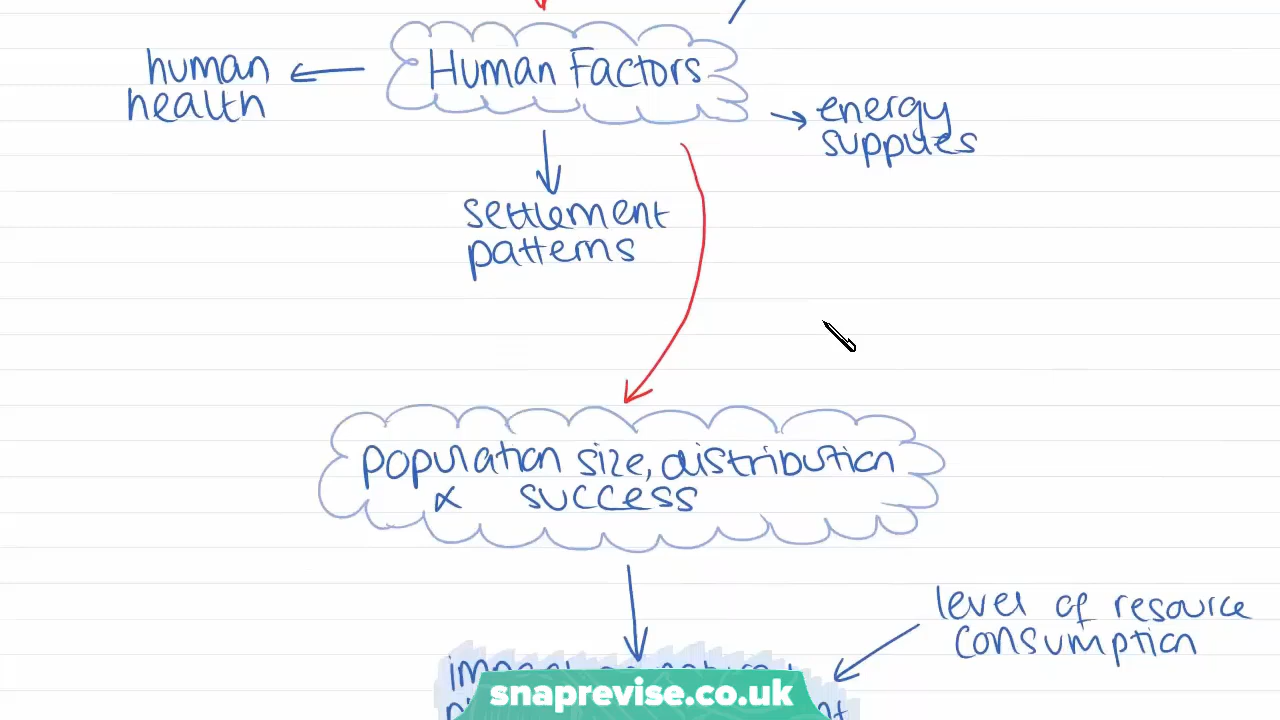 human
health
Human Factors
energy
supplies
settlement
patterns
population size, distribution
& success
level of resource
consumption
snaprevise.co.uk